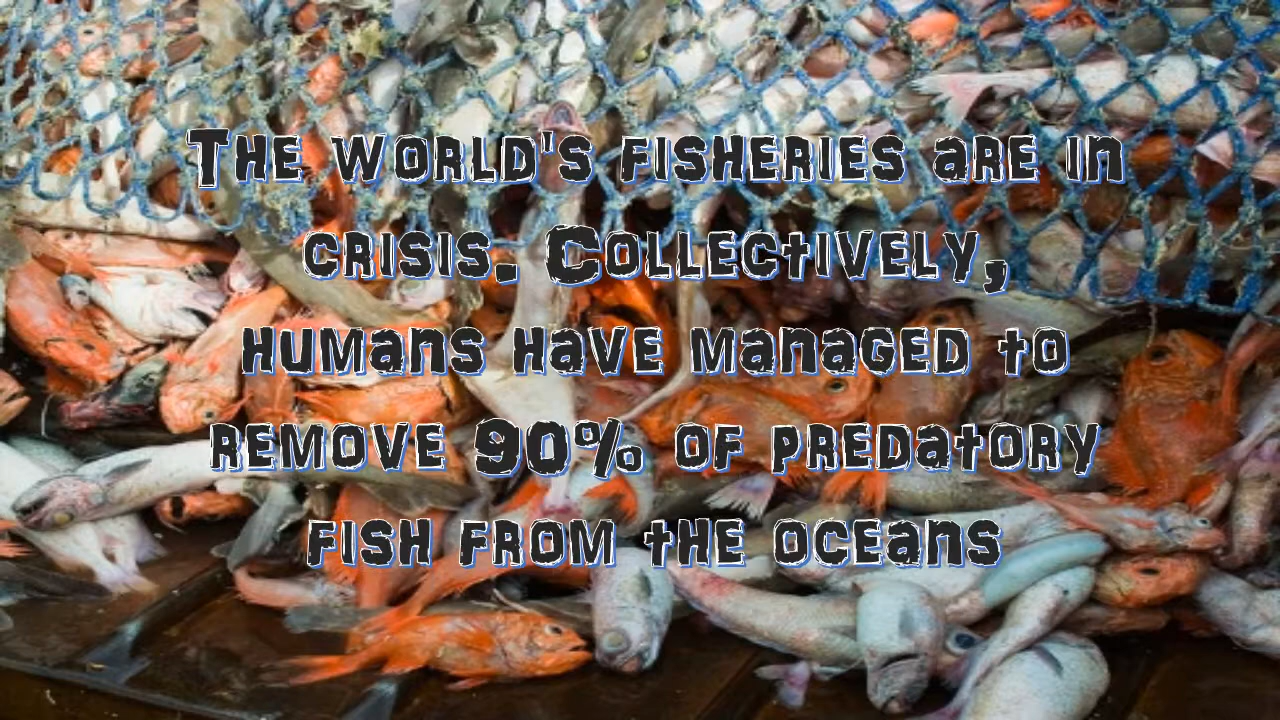 The world's fisheries are in
crisis. Collectively,
humans have managed to
remove 90% of predatory
fish from the oceans